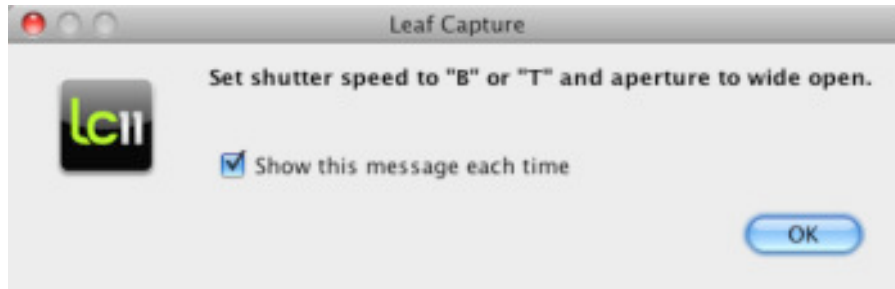 Leaf Capture
Set shutter speed to "B" or "T" and aperture to wide open.
lc11
Show this message each time
OK